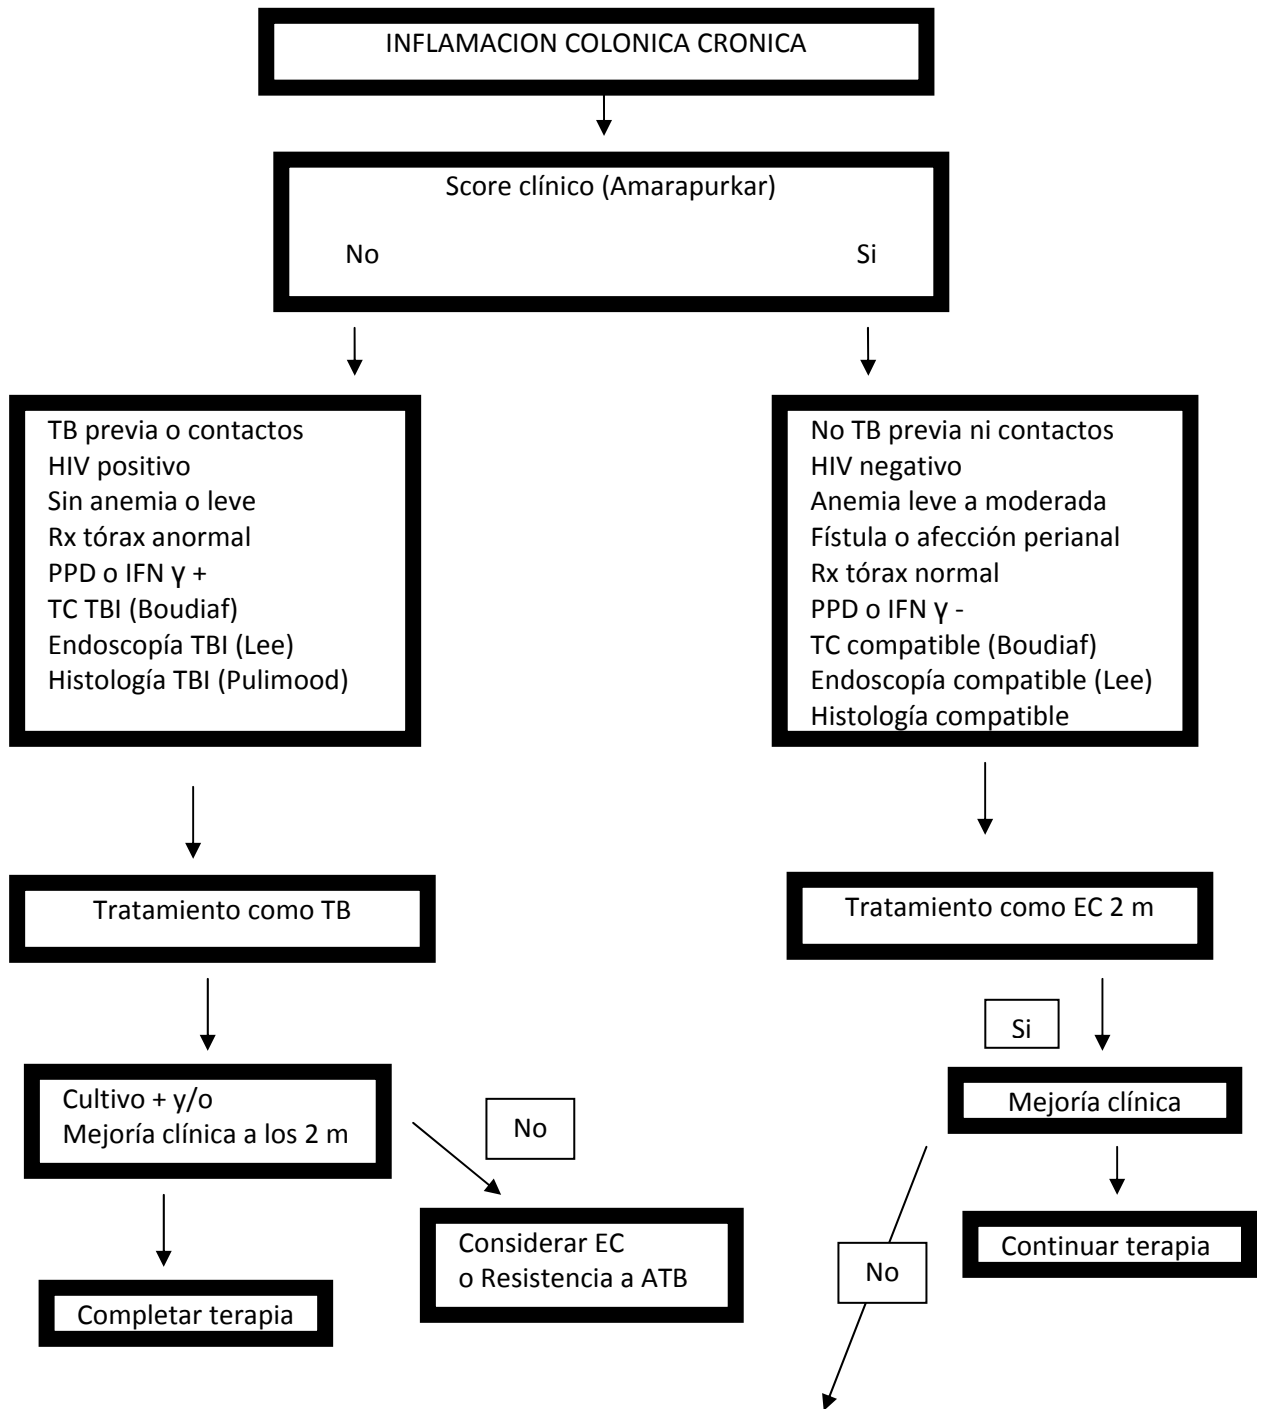 INFLAMACION COLONICA CRONICA
Score clínico (Amarapurkar)
No
Si
TB previa o contactos
HIV positivo
Sin anemia o leve
Rx tórax anormal
PPD o IFN γ +
TC TBI (Boudiaf)
Endoscopía TBI (Lee)
Histología TBI (Pulimood)
No TB previa ni contactos
HIV negativo
Anemia leve a moderada
Fístula o afección perianal
Rx tórax normal
PPD o IFN γ -
TC compatible (Boudiaf)
Endoscopía compatible (Lee)
Histología compatible
Tratamiento como TB
Tratamiento como EC 2 m
Si
Cultivo + y/o
Mejoría clínica a los 2 m
No
Mejoría clínica
Considerar EC
o Resistencia a ATB
No
Continuar terapia
Completar terapia